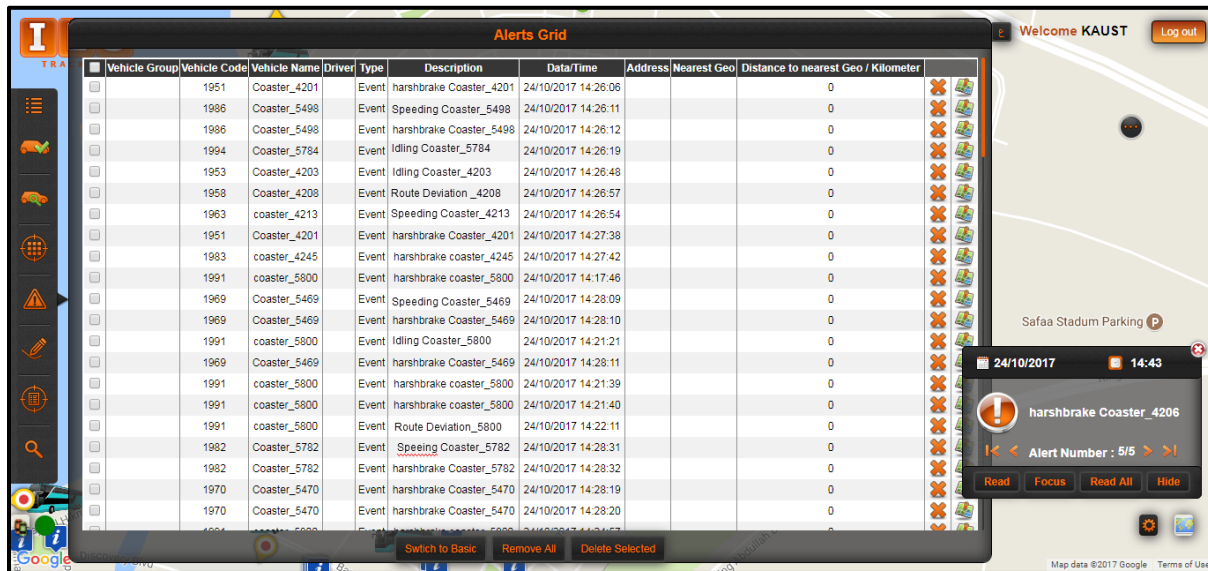 I
TRA
Alerts Grid
ع
Welcome KAUST
Log out
Vehicle Group Vehicle Code Vehicle Name Driver Type Description Data/Time Address Nearest Geo Distance to nearest Geo / Kilometer
1951 Coaster_4201 Event harshbrake Coaster_4201 24/10/2017 14:26:06 0
1986 Coaster_5498 Event Speeding Coaster_5498 24/10/2017 14:26:11 0
1986 Coaster_5498 Event harshbrake Coaster_5498 24/10/2017 14:26:12 0
1994 Coaster_5784 Event Idling Coaster_5784 24/10/2017 14:26:19 0
1953 Coaster_4203 Event Idling Coaster_4203 24/10/2017 14:26:48 0
1958 Coaster_4208 Event Route Deviation _4208 24/10/2017 14:26:57 0
1963 coaster_4213 Event Speeding Coaster_4213 24/10/2017 14:26:54 0
1951 Coaster_4201 Event harshbrake Coaster_4201 24/10/2017 14:27:38 0
1983 coaster_4245 Event harshbrake coaster_4245 24/10/2017 14:27:42 0
1991 coaster_5800 Event harshbrake coaster_5800 24/10/2017 14:17:46 0
1969 Coaster_5469 Event Speeding Coaster_5469 24/10/2017 14:28:09 0
1969 Coaster_5469 Event harshbrake Coaster_5469 24/10/2017 14:28:10 0
1991 coaster_5800 Event Idling Coaster_5800 24/10/2017 14:21:21 0
1969 Coaster_5469 Event harshbrake Coaster_5469 24/10/2017 14:28:11 0
1991 coaster_5800 Event harshbrake coaster_5800 24/10/2017 14:21:39 0
1991 coaster_5800 Event harshbrake coaster_5800 24/10/2017 14:21:40 0
1991 coaster_5800 Event Route Deviation_5800 24/10/2017 14:22:11 0
1982 Coaster_5782 Event Speeing Coaster_5782 24/10/2017 14:28:31 0
1982 Coaster_5782 Event harshbrake Coaster_5782 24/10/2017 14:28:32 0
1970 Coaster_5470 Event harshbrake Coaster_5470 24/10/2017 14:28:19 0
1970 Coaster_5470 Event harshbrake Coaster_5470 24/10/2017 14:28:20 0
Swtich to Basic Remove All Delete Selected
Safaa Stadum Parking P
24/10/2017 14:43
harshbrake Coaster_4206
Alert Number : 5/5
Read Focus Read All Hide
Google
Map data ©2017 Google Terms of Use